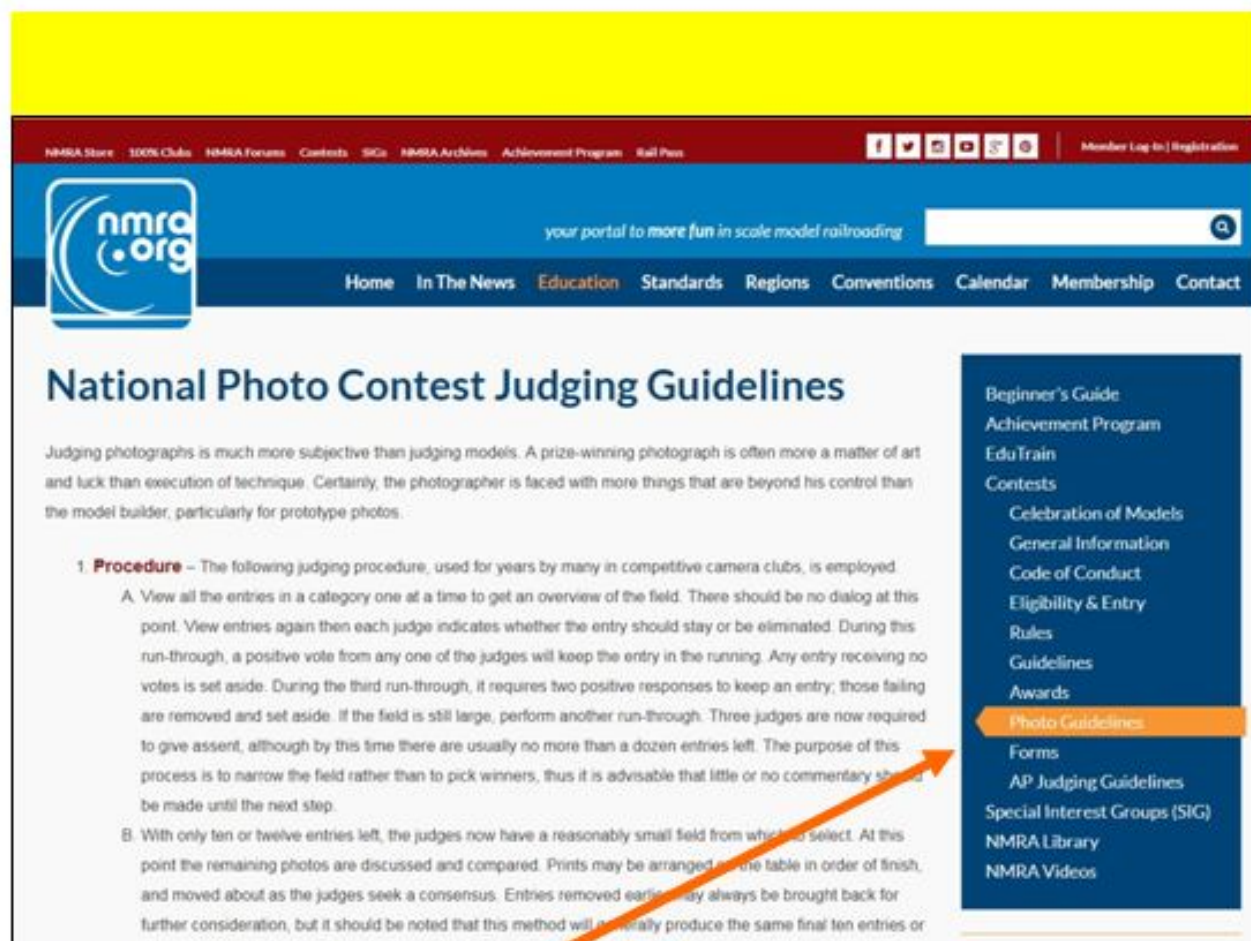 NMRA Store 100% Clubs NMRA Forums Contests SIGs NMRA Archives Achievement Program Rail Pass
Member Log-In | Registration
nmra
.org
your portal to more fun in scale model railroading
Home In The News Education Standards Regions Conventions Calendar Membership Contact
National Photo Contest Judging Guidelines
Judging photographs is much more subjective than judging models. A prize-winning photograph is often more a matter of art
and luck than execution of technique. Certainly, the photographer is faced with more things that are beyond his control than
the model builder, particularly for prototype photos.
1. Procedure – The following judging procedure, used for years by many in competitive camera clubs, is employed.
A. View all the entries in a category one at a time to get an overview of the field. There should be no dialog at this
point. View entries again then each judge indicates whether the entry should stay or be eliminated. During this
run-through, a positive vote from any one of the judges will keep the entry in the running. Any entry receiving no
votes is set aside. During the third run-through, it requires two positive responses to keep an entry; those failing
are removed and set aside. If the field is still large, perform another run-through. Three judges are now required
to give assent, although by this time there are usually no more than a dozen entries left. The purpose of this
process is to narrow the field rather than to pick winners, thus it is advisable that little or no commentary should
be made until the next step.
B. With only ten or twelve entries left, the judges now have a reasonably small field from which to select. At this
point the remaining photos are discussed and compared. Prints may be arranged on the table in order of finish,
and moved about as the judges seek a consensus. Entries removed earlier may always be brought back for
further consideration, but it should be noted that this method will generally produce the same final ten entries or
Beginner's Guide
Achievement Program
EduTrain
Contests
Celebration of Models
General Information
Code of Conduct
Eligibility & Entry
Rules
Guidelines
Awards
Photo Guidelines
Forms
AP Judging Guidelines
Special Interest Groups (SIG)
NMRA Library
NMRA Videos